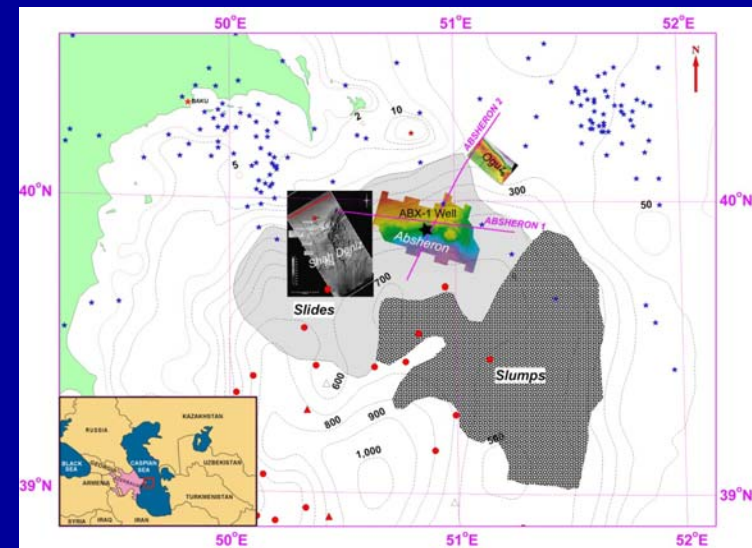 50°E 51°E 52°E
N
BAKU
2
10
5
ABSHERON 2
Oguz
300
40°N
40°N
50
ABX-1 Well
ABSHERON 1
Absheron
Shah Deniz
700
Slides
Slumps
600
800
900
1,000
500
39°N
39°N
50°E 51°E 52°E
KAZAKHSTAN
RUSSIA
BLACK SEA
CASPIAN SEA
UZBEKISTAN
ARMENIA
TURKMENISTAN
SYRIA
IRAQ
IRAN